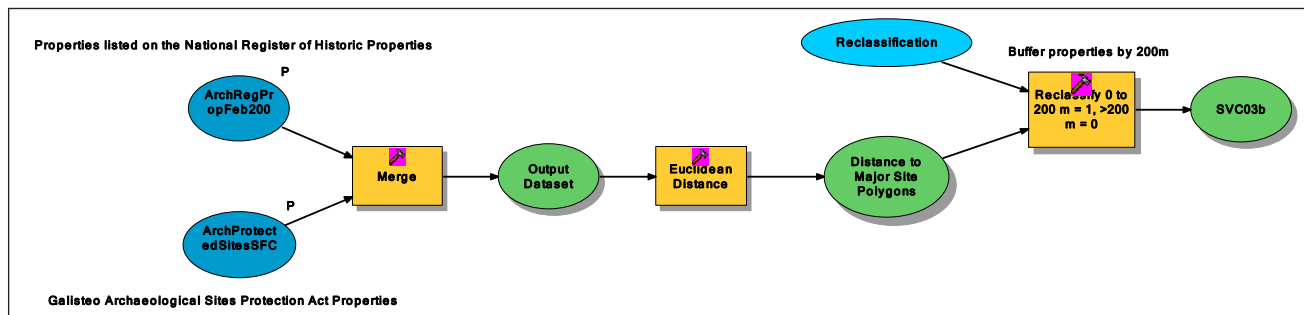 Properties listed on the National Register of Historic Properties
P
ArchRegPr
opFeb200
P
ArchProtect
edSitesSFC
Galisteo Archaeological Sites Protection Act Properties
Merge
Output
Dataset
Euclidean
Distance
Distance to
Major Site
Polygons
Reclassification
Buffer properties by 200m
Reclassify 0 to
200 m = 1, >200
m = 0
SVC03b